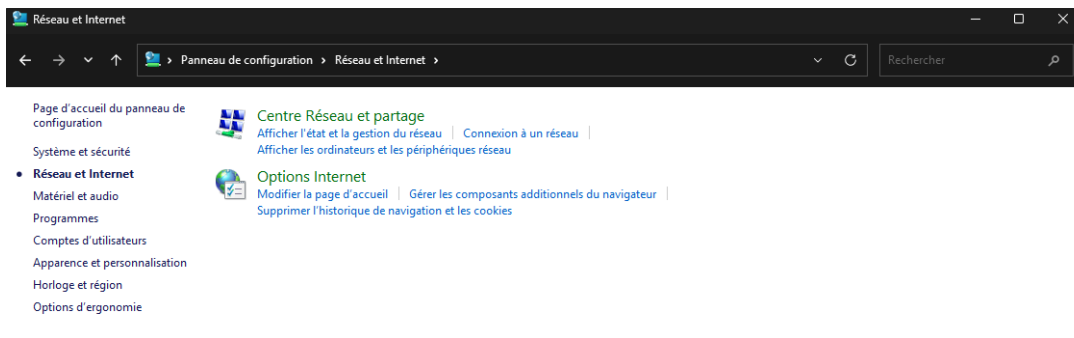 Réseau et Internet
Panneau de configuration > Réseau et Internet >
Rechercher
Page d'accueil du panneau de
configuration
Système et sécurité
Réseau et Internet
Matériel et audio
Programmes
Comptes d'utilisateurs
Apparence et personnalisation
Horloge et région
Options d'ergonomie
Centre Réseau et partage
Afficher l'état et la gestion du réseau | Connexion à un réseau |
Afficher les ordinateurs et les périphériques réseau
Options Internet
Modifier la page d'accueil | Gérer les composants additionnels du navigateur |
Supprimer l'historique de navigation et les cookies